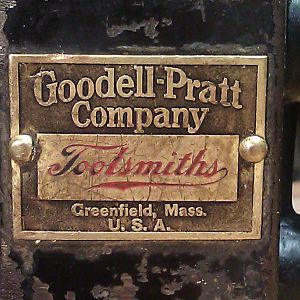 Goodell-Pratt
Company
Toolsmiths
Greenfield, Mass.
U. S. A.